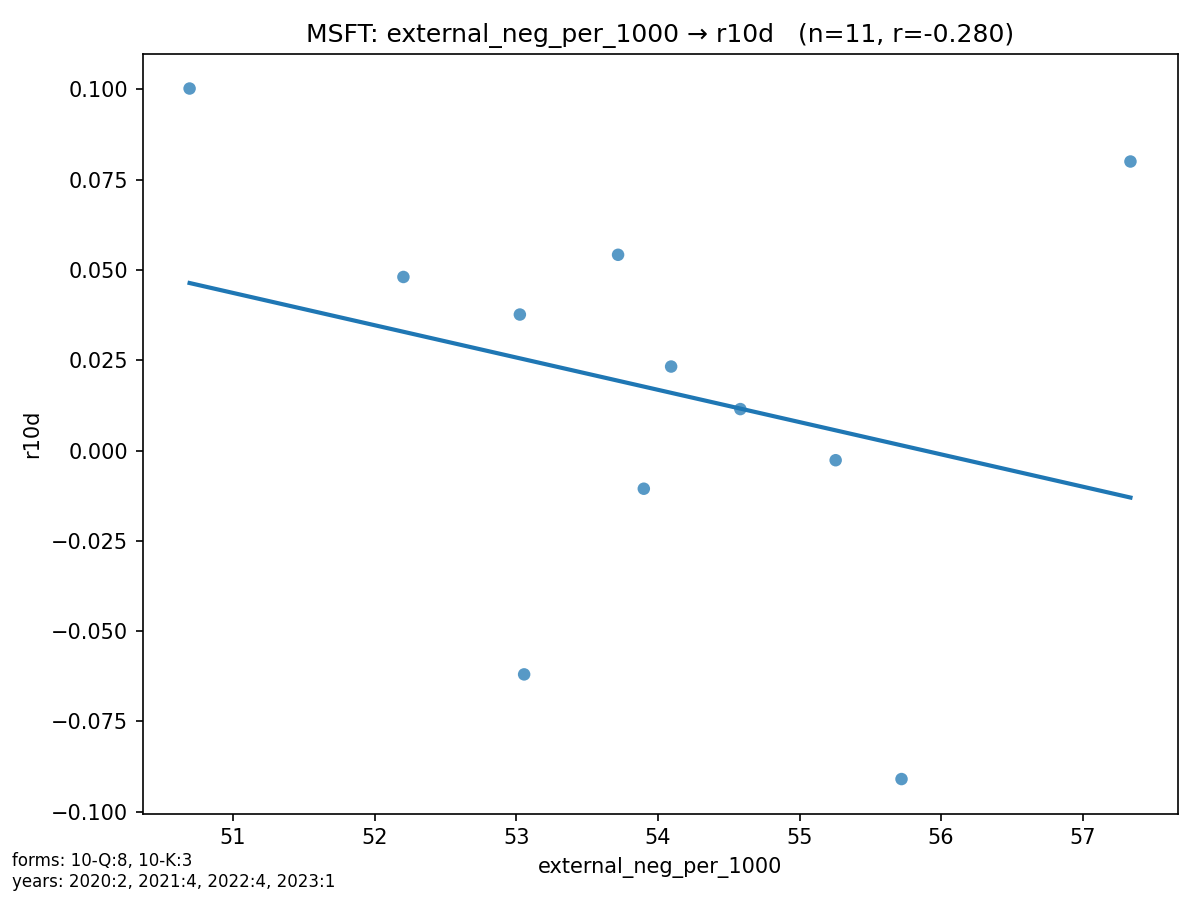 MSFT: external_neg_per_1000 → r10d   (n=11, r=-0.280)
0.100
0.075
0.050
0.025
0.000
−0.025
−0.050
−0.075
−0.100
r10d
51 52 53 54 55 56 57
external_neg_per_1000
forms: 10-Q:8, 10-K:3
years: 2020:2, 2021:4, 2022:4, 2023:1